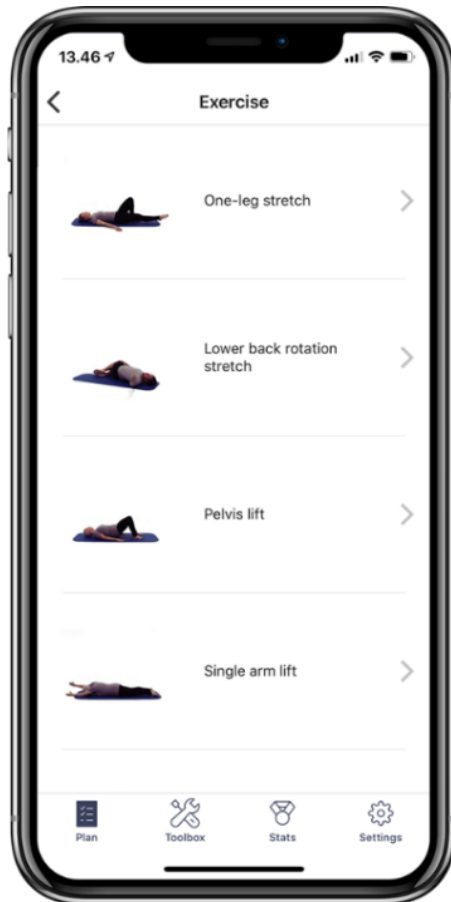 13.46
Exercise
One-leg stretch
Lower back rotation
stretch
Pelvis lift
Single arm lift
Plan
Toolbox
Stats
Settings